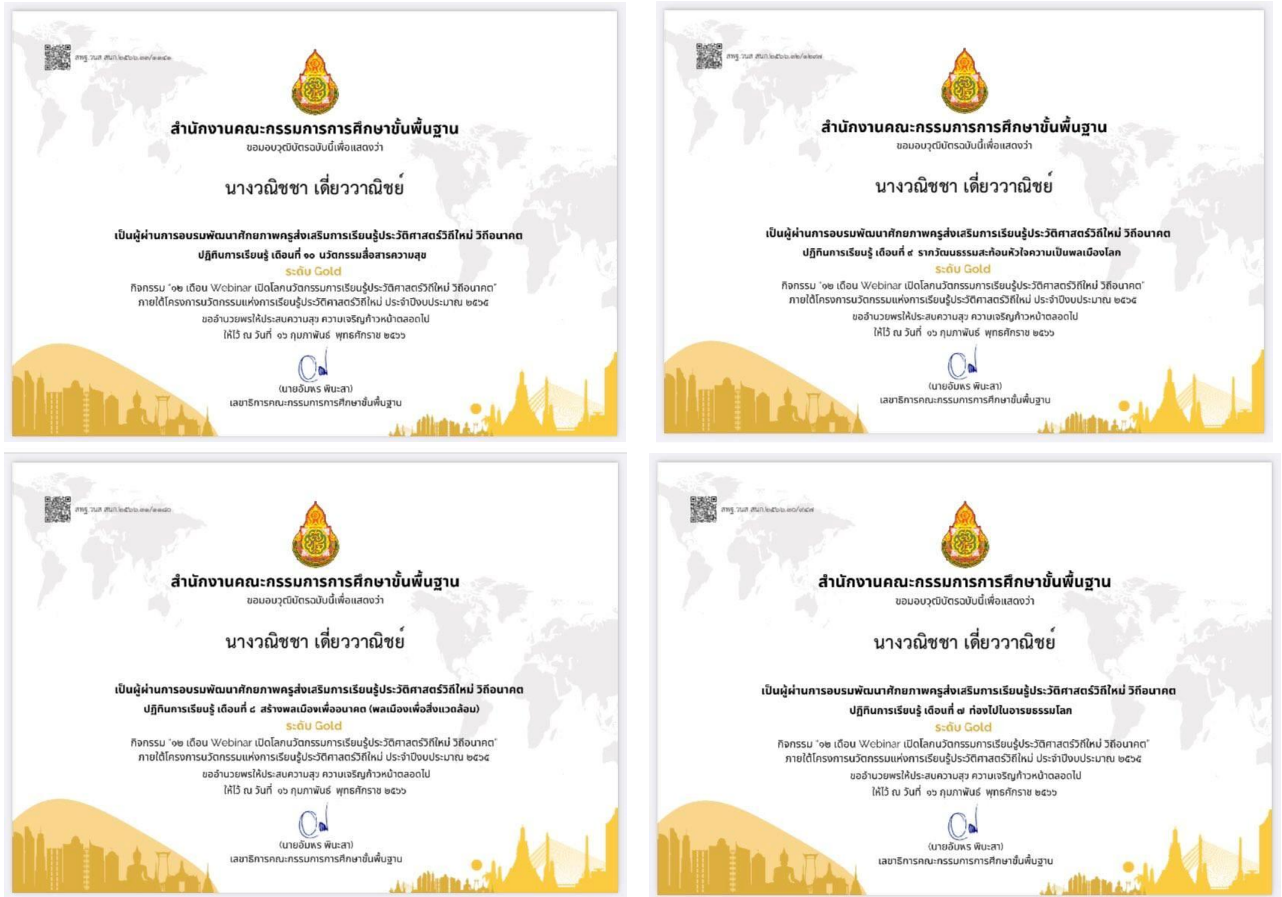 สำนักงานคณะกรรมการการศึกษาขั้นพื้นฐาน
ขอมอบวุฒิบัตรฉบับนี้เพื่อแสดงว่า
นางวณิชชา เดี่ยววาณิชย์
เป็นผู้ผ่านการอบรมพัฒนาศักยภาพครูส่งเสริมการเรียนรู้ประวัติศาสตร์วิถีใหม่ วิถีอนาคต
ปฏิทินการเรียนรู้ เดือนที่ ๑๐ นวัตกรรมสื่อสารความสุข
ระดับ Gold
กิจกรรม "๑๒ เดือน Webinar เปิดโลกนวัตกรรมการเรียนรู้ประวัติศาสตร์วิถีใหม่ วิถีอนาคต"
ภายใต้โครงการนวัตกรรมแห่งการเรียนรู้ประวัติศาสตร์วิถีใหม่ ประจำปีงบประมาณ ๒๕๖๕
ขออำนวยพรให้ประสบความสุข ความเจริญก้าวหน้าตลอดไป
ให้ไว้ ณ วันที่ ๑๖ กุมภาพันธ์ พุทธศักราช ๒๕๖๖
(นายอัมพร พินะสา)
เลขาธิการคณะกรรมการการศึกษาขั้นพื้นฐาน
สำนักงานคณะกรรมการการศึกษาขั้นพื้นฐาน
ขอมอบวุฒิบัตรฉบับนี้เพื่อแสดงว่า
นางวณิชชา เดี่ยววาณิชย์
เป็นผู้ผ่านการอบรมพัฒนาศักยภาพครูส่งเสริมการเรียนรู้ประวัติศาสตร์วิถีใหม่ วิถีอนาคต
ปฏิทินการเรียนรู้ เดือนที่ ๙ รากวัฒนธรรมสะท้อนหัวใจความเป็นพลเมืองโลก
ระดับ Gold
กิจกรรม "๑๒ เดือน Webinar เปิดโลกนวัตกรรมการเรียนรู้ประวัติศาสตร์วิถีใหม่ วิถีอนาคต"
ภายใต้โครงการนวัตกรรมแห่งการเรียนรู้ประวัติศาสตร์วิถีใหม่ ประจำปีงบประมาณ ๒๕๖๕
ขออำนวยพรให้ประสบความสุข ความเจริญก้าวหน้าตลอดไป
ให้ไว้ ณ วันที่ ๑๖ กุมภาพันธ์ พุทธศักราช ๒๕๖๖
(นายอัมพร พินะสา)
เลขาธิการคณะกรรมการการศึกษาขั้นพื้นฐาน
สำนักงานคณะกรรมการการศึกษาขั้นพื้นฐาน
ขอมอบวุฒิบัตรฉบับนี้เพื่อแสดงว่า
นางวณิชชา เดี่ยววาณิชย์
เป็นผู้ผ่านการอบรมพัฒนาศักยภาพครูส่งเสริมการเรียนรู้ประวัติศาสตร์วิถีใหม่ วิถีอนาคต
ปฏิทินการเรียนรู้ เดือนที่ ๘ สร้างพลเมืองเพื่ออนาคต (พลเมืองเพื่อสิ่งแวดล้อม)
ระดับ Gold
กิจกรรม "๑๒ เดือน Webinar เปิดโลกนวัตกรรมการเรียนรู้ประวัติศาสตร์วิถีใหม่ วิถีอนาคต"
ภายใต้โครงการนวัตกรรมแห่งการเรียนรู้ประวัติศาสตร์วิถีใหม่ ประจำปีงบประมาณ ๒๕๖๕
ขออำนวยพรให้ประสบความสุข ความเจริญก้าวหน้าตลอดไป
ให้ไว้ ณ วันที่ ๑๖ กุมภาพันธ์ พุทธศักราช ๒๕๖๖
(นายอัมพร พินะสา)
เลขาธิการคณะกรรมการการศึกษาขั้นพื้นฐาน
สำนักงานคณะกรรมการการศึกษาขั้นพื้นฐาน
ขอมอบวุฒิบัตรฉบับนี้เพื่อแสดงว่า
นางวณิชชา เดี่ยววาณิชย์
เป็นผู้ผ่านการอบรมพัฒนาศักยภาพครูส่งเสริมการเรียนรู้ประวัติศาสตร์วิถีใหม่ วิถีอนาคต
ปฏิทินการเรียนรู้ เดือนที่ ๗ ท่องไปในอารยธรรมโลก
ระดับ Gold
กิจกรรม "๑๒ เดือน Webinar เปิดโลกนวัตกรรมการเรียนรู้ประวัติศาสตร์วิถีใหม่ วิถีอนาคต"
ภายใต้โครงการนวัตกรรมแห่งการเรียนรู้ประวัติศาสตร์วิถีใหม่ ประจำปีงบประมาณ ๒๕๖๕
ขออำนวยพรให้ประสบความสุข ความเจริญก้าวหน้าตลอดไป
ให้ไว้ ณ วันที่ ๑๖ กุมภาพันธ์ พุทธศักราช ๒๕๖๖
(นายอัมพร พินะสา)
เลขาธิการคณะกรรมการการศึกษาขั้นพื้นฐาน